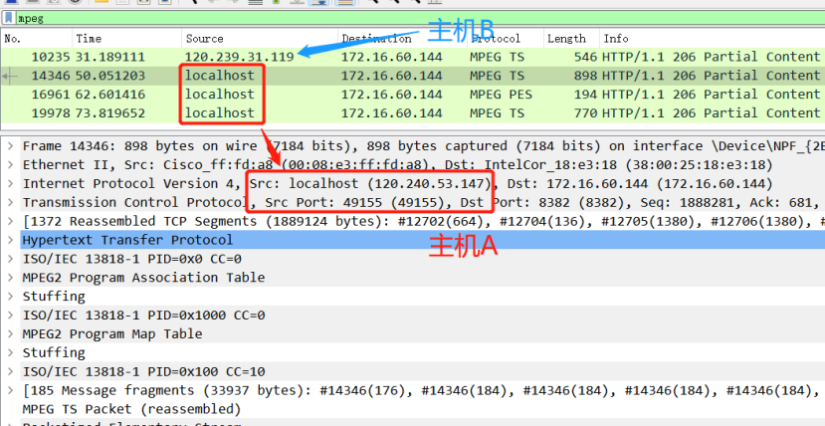 mpeg
主机B
No. Time Source Destination Protocol Length Info
10235 31.189111 120.239.31.119 172.16.60.144 MPEG TS 546 HTTP/1.1 206 Partial Content
14346 50.051203 localhost 172.16.60.144 MPEG TS 898 HTTP/1.1 206 Partial Content
16961 62.601416 localhost 172.16.60.144 MPEG PES 194 HTTP/1.1 206 Partial Content
19978 73.819652 localhost 172.16.60.144 MPEG TS 770 HTTP/1.1 206 Partial Content
Frame 14346: 898 bytes on wire (7184 bits), 898 bytes captured (7184 bits) on interface \Device\NPF_{2E
Ethernet II, Src: Cisco_ff:fd:a8 (00:08:e3:ff:fd:a8), Dst: IntelCor_18:e3:18 (38:00:25:18:e3:18)
Internet Protocol Version 4, Src: localhost (120.240.53.147), Dst: 172.16.60.144 (172.16.60.144)
Transmission Control Protocol, Src Port: 49155 (49155), Dst Port: 8382 (8382), Seq: 1888281, Ack: 681,
[1372 Reassembled TCP Segments (1889124 bytes): #12702(664), #12704(136), #12705(1380), #12706(1380), #
Hypertext Transfer Protocol
主机A
ISO/IEC 13818-1 PID=0x0 CC=0
MPEG2 Program Association Table
Stuffing
ISO/IEC 13818-1 PID=0x100 CC=0
MPEG2 Program Map Table
Stuffing
ISO/IEC 13818-1 PID=0x100 CC=10
[185 Message fragments (33937 bytes): #14346(176), #14346(184), #14346(184), #14346(184), #14346(184),
MPEG TS Packet (reassembled)
Packetized Elementary Stream